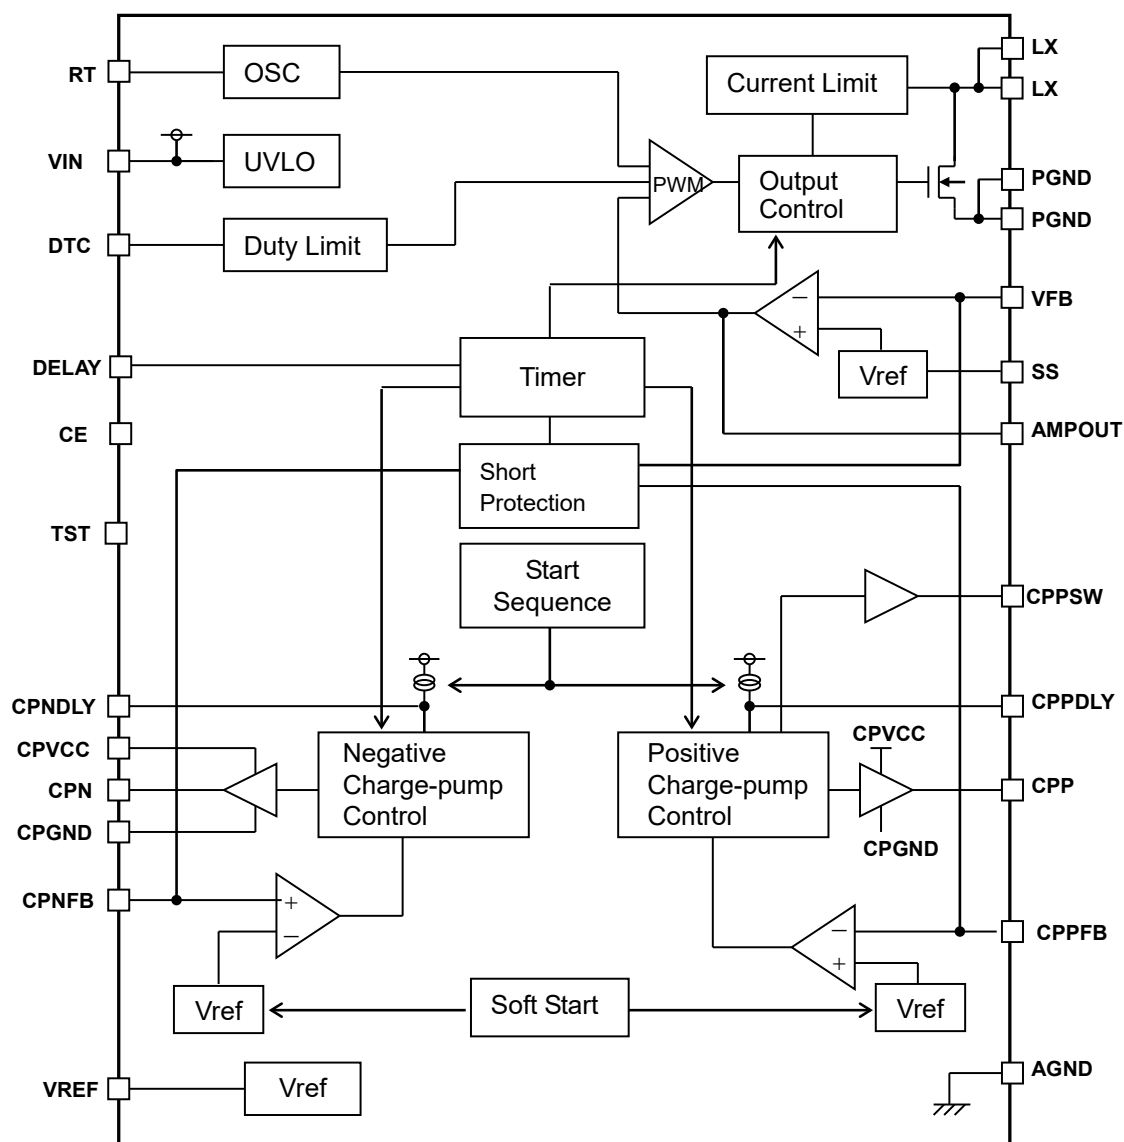 LX
RT
OSC
Current Limit
LX
VIN
UVLO
PWM
Output
Control
PGND
PGND
DTC
Duty Limit
−
VFB
+
DELAY
Timer
Vref
SS
CE
AMPOUT
Short
Protection
TST
Start
Sequence
CPPSW
CPNDLY
CPPDLY
CPVCC
Negative
Charge-pump
Control
Positive
Charge-pump
Control
CPVCC
CPN
CPP
CPGND
CPGND
CPNFB
+
−
−
+
CPPFB
Vref
Soft Start
Vref
VREF
Vref
AGND